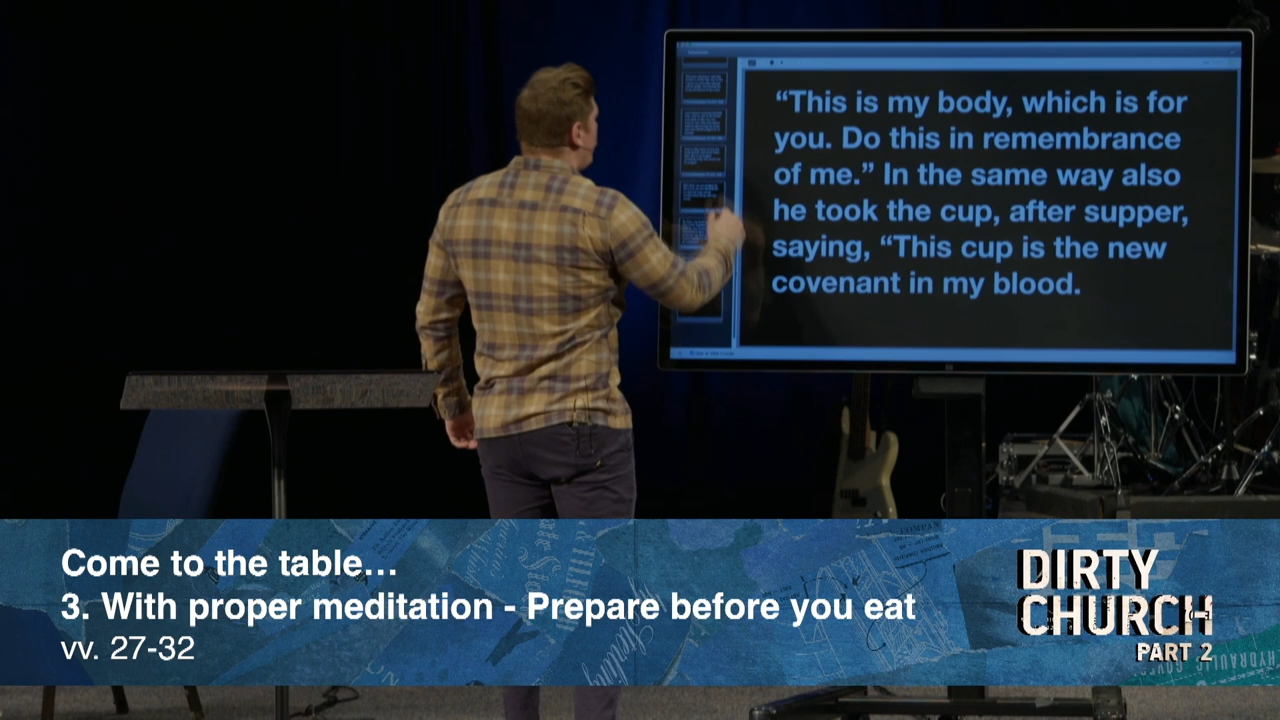 “This is my body, which is for
you. Do this in remembrance
of me.” In the same way also
he took the cup, after supper,
saying, “This cup is the new
covenant in my blood.
Come to the table…
3. With proper meditation - Prepare before you eat
vv. 27-32
DIRTY
CHURCH
PART 2